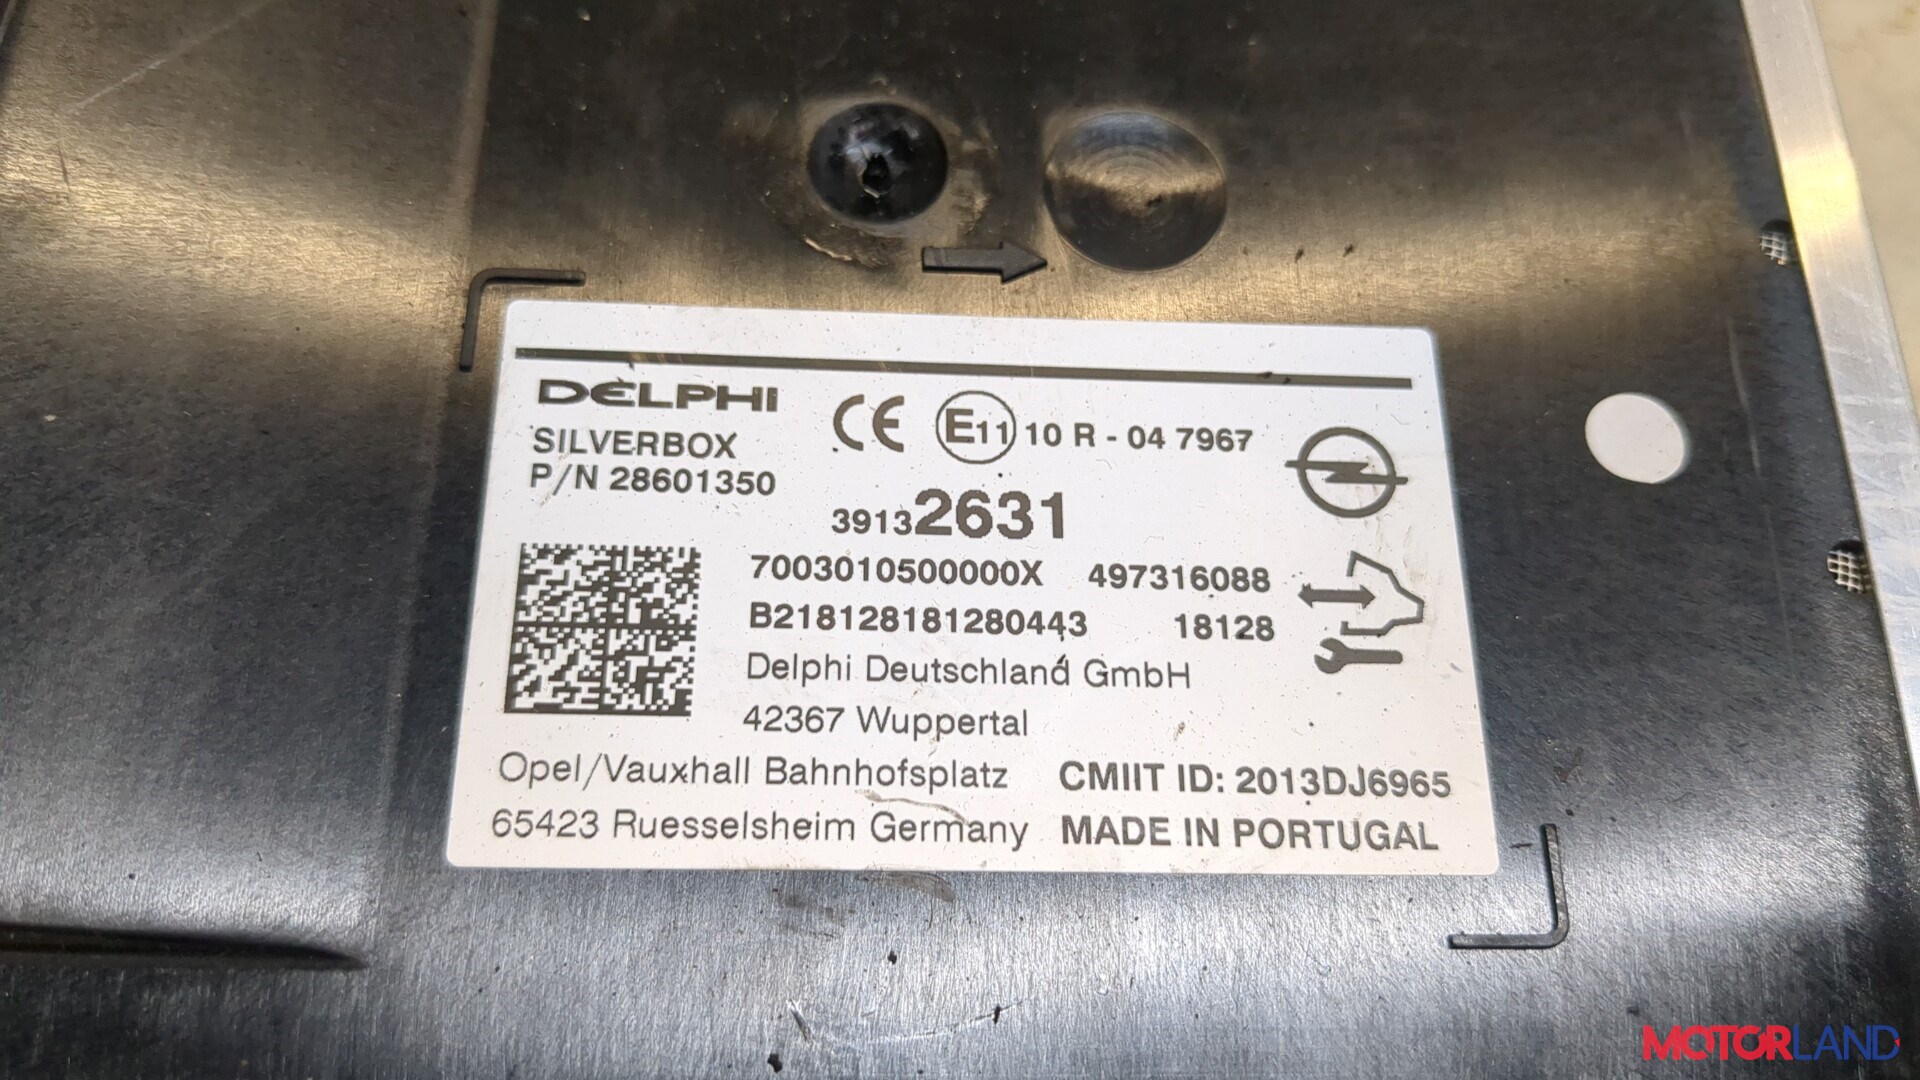 DELPHI
SILVERBOX
P/N 28601350
CE E11 10 R - 04 7967
39132631
7003010500000X 497316088
B218128181280443 18128
Delphi Deutschland GmbH
42367 Wuppertal
Opel/Vauxhall Bahnhofsplatz
65423 Ruesselsheim Germany
CMIIT ID: 2013DJ6965
MADE IN PORTUGAL
MOTORLAND